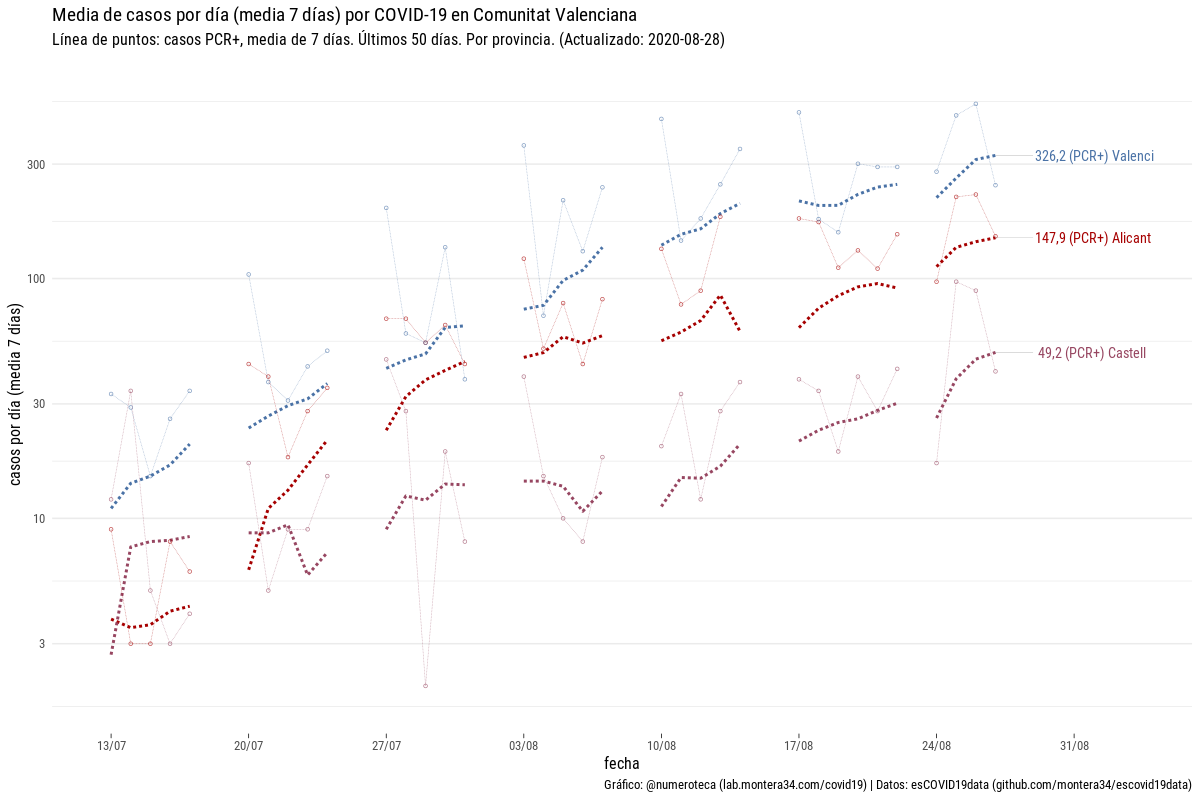 Media de casos por día (media 7 días) por COVID-19 en Comunitat Valenciana
Línea de puntos: casos PCR+, media de 7 días. Últimos 50 días. Por provincia. (Actualizado: 2020-08-28)
casos por día (media 7 días)
300
100
30
10
3
326,2 (PCR+) Valenci
147,9 (PCR+) Alicant
49,2 (PCR+) Castell
13/07
20/07
27/07
03/08
10/08
17/08
24/08
31/08
fecha
Gráfico: @numeroteca (lab.montera34.com/covid19) | Datos: esCOVID19data (github.com/montera34/escovid19data)